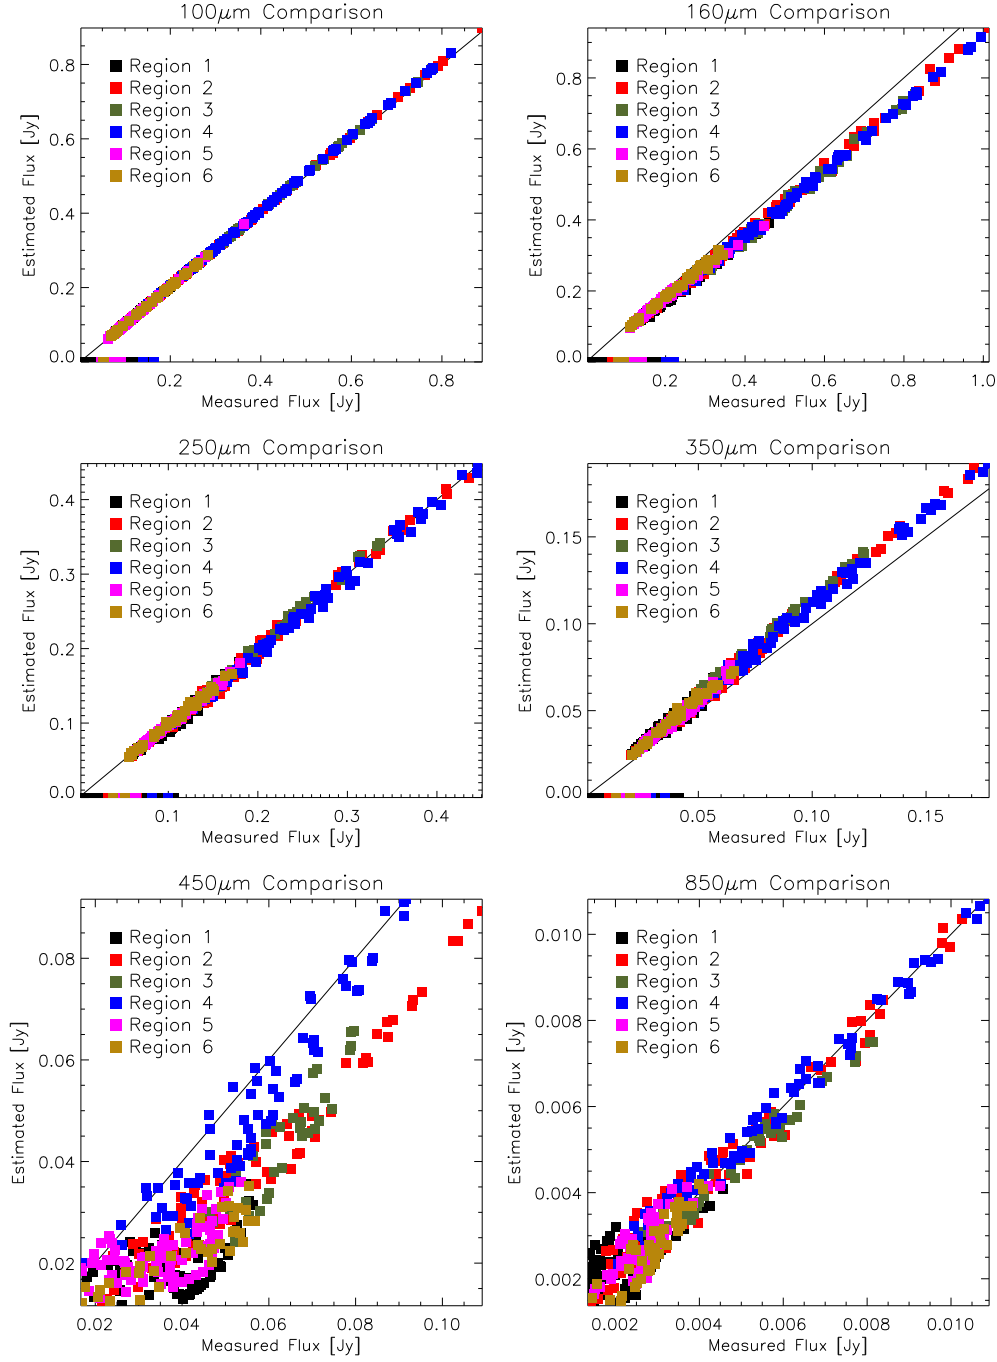 100μm Comparison
Estimated Flux [Jy]
0.8
0.6
0.4
0.2
0.0
Region 1
Region 2
Region 3
Region 4
Region 5
Region 6
0.2 0.4 0.6 0.8
Measured Flux [Jy]
160μm Comparison
Estimated Flux [Jy]
0.8
0.6
0.4
0.2
0.0
Region 1
Region 2
Region 3
Region 4
Region 5
Region 6
0.2 0.4 0.6 0.8 1.0
Measured Flux [Jy]
250μm Comparison
Estimated Flux [Jy]
0.4
0.3
0.2
0.1
0.0
Region 1
Region 2
Region 3
Region 4
Region 5
Region 6
0.1 0.2 0.3 0.4
Measured Flux [Jy]
350μm Comparison
Estimated Flux [Jy]
0.15
0.10
0.05
0.00
Region 1
Region 2
Region 3
Region 4
Region 5
Region 6
0.05 0.10 0.15
Measured Flux [Jy]
450μm Comparison
Estimated Flux [Jy]
0.08
0.06
0.04
0.02
Region 1
Region 2
Region 3
Region 4
Region 5
Region 6
0.02 0.04 0.06 0.08 0.10
Measured Flux [Jy]
850μm Comparison
Estimated Flux [Jy]
0.010
0.008
0.006
0.004
0.002
Region 1
Region 2
Region 3
Region 4
Region 5
Region 6
0.002 0.004 0.006 0.008 0.010
Measured Flux [Jy]